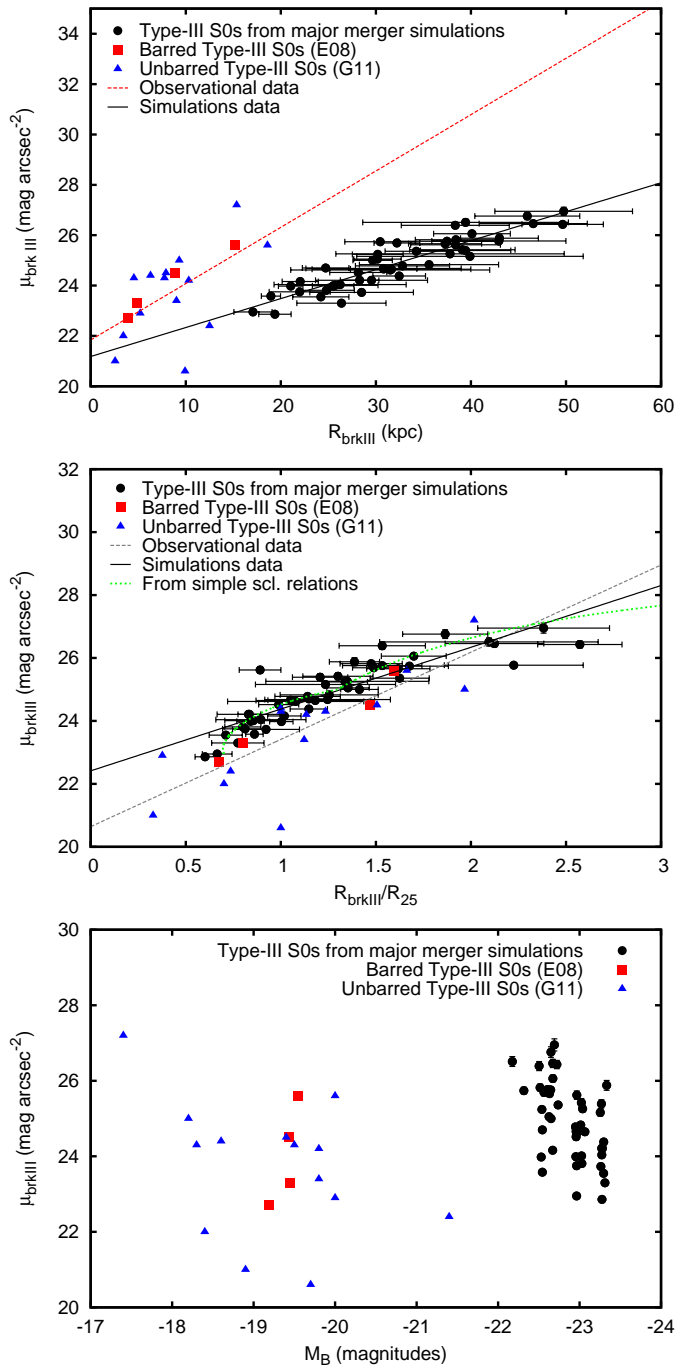 Type-III S0s from major merger simulations
Barred Type-III S0s (E08)
Unbarred Type-III S0s (G11)
Observational data
Simulations data
μbrk III (mag arcsec-2)
34
32
30
28
26
24
22
20
0 10 20 30 40 50 60
RbrkIII (kpc)
Type-III S0s from major merger simulations
Barred Type-III S0s (E08)
Unbarred Type-III S0s (G11)
Observational data
Simulations data
From simple scl. relations
μbrkIII (mag arcsec-2)
32
30
28
26
24
22
20
0 0.5 1 1.5 2 2.5 3
RbrkIII/R25
Type-III S0s from major merger simulations
Barred Type-III S0s (E08)
Unbarred Type-III S0s (G11)
μbrkIII (mag arcsec-2)
30
28
26
24
22
20
-17 -18 -19 -20 -21 -22 -23 -24
MB (magnitudes)